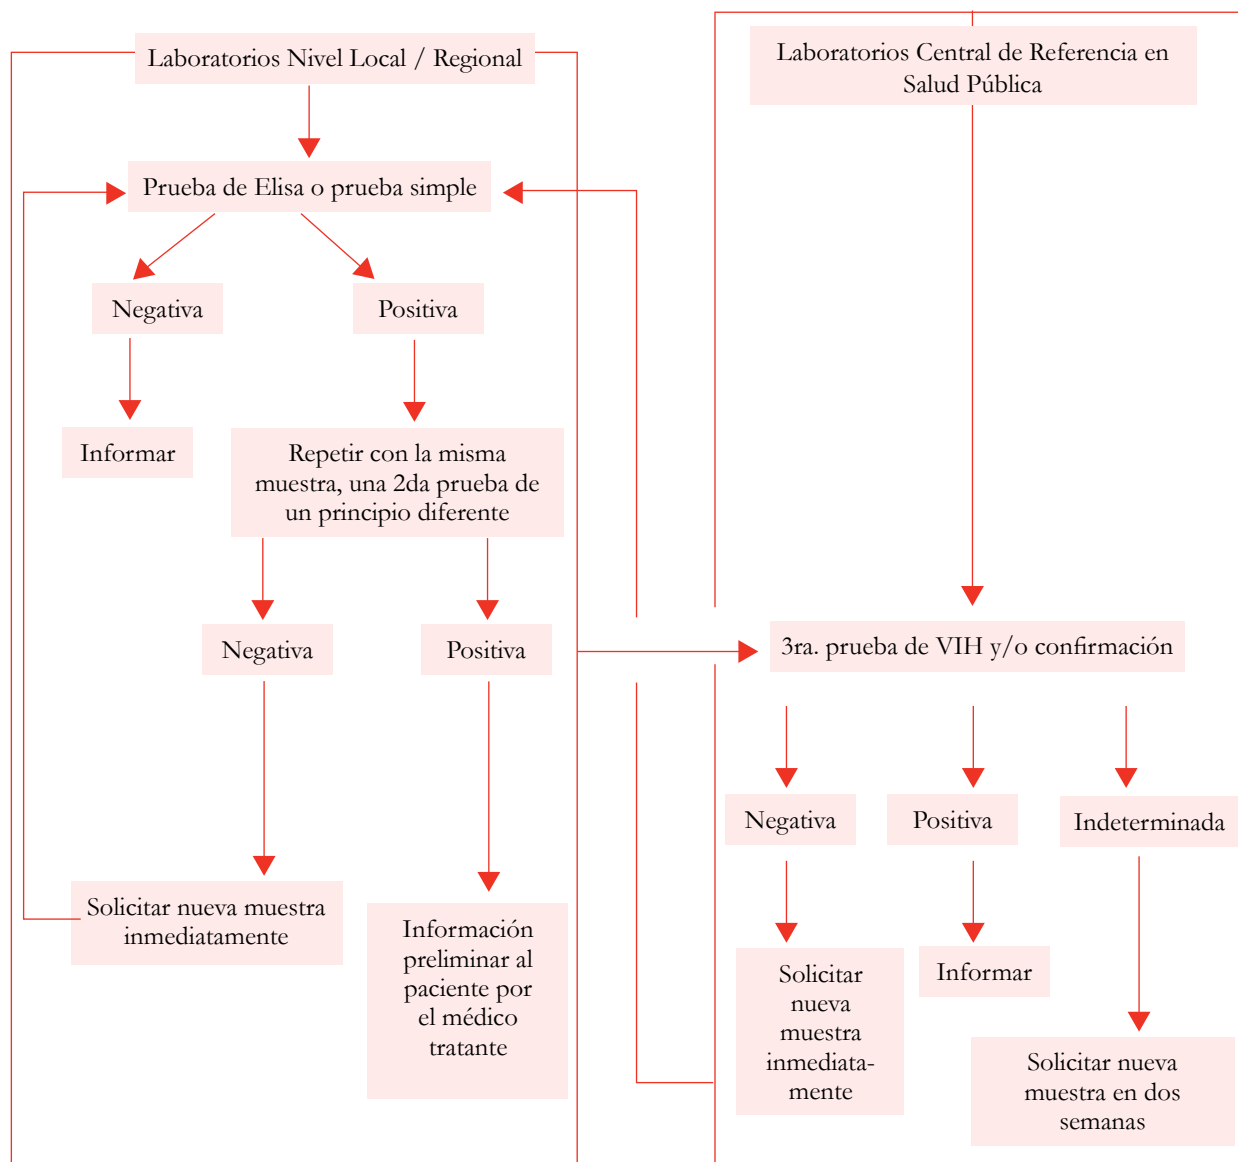 Laboratorios Nivel Local / Regional
Prueba de Elisa o prueba simple
Negativa
Positiva
Informar
Repetir con la misma
muestra, una 2da prueba de
un principio diferente
Negativa
Positiva
Solicitar nueva muestra
inmediatamente
Información
preliminar al
paciente por
el médico
tratante
Laboratorios Central de Referencia en
Salud Pública
3ra. prueba de VIH y/o confirmación
Negativa
Positiva
Indeterminada
Solicitar
nueva
muestra
inmediata-
mente
Informar
Solicitar nueva
muestra en dos
semanas